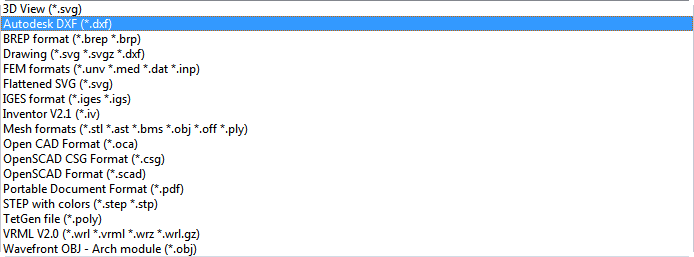 3D View (*.svg)
Autodesk DXF (*.dxf)
BREP format (*.brep *.brp)
Drawing (*.svg *.svgz *.dxf)
FEM formats (*.unv *.med *.dat *.inp)
Flattened SVG (*.svg)
IGES format (*.iges *.igs)
Inventor V2.1 (*.iv)
Mesh formats (*.stl *.ast *.bms *.obj *.off *.ply)
Open CAD Format (*.oca)
OpenSCAD CSG Format (*.csg)
OpenSCAD Format (*.scad)
Portable Document Format (*.pdf)
STEP with colors (*.step *.stp)
TetGen file (*.poly)
VRML V2.0 (*.wrl *.vrml *.wrz *.wrl.gz)
Wavefront OBJ - Arch module (*.obj)